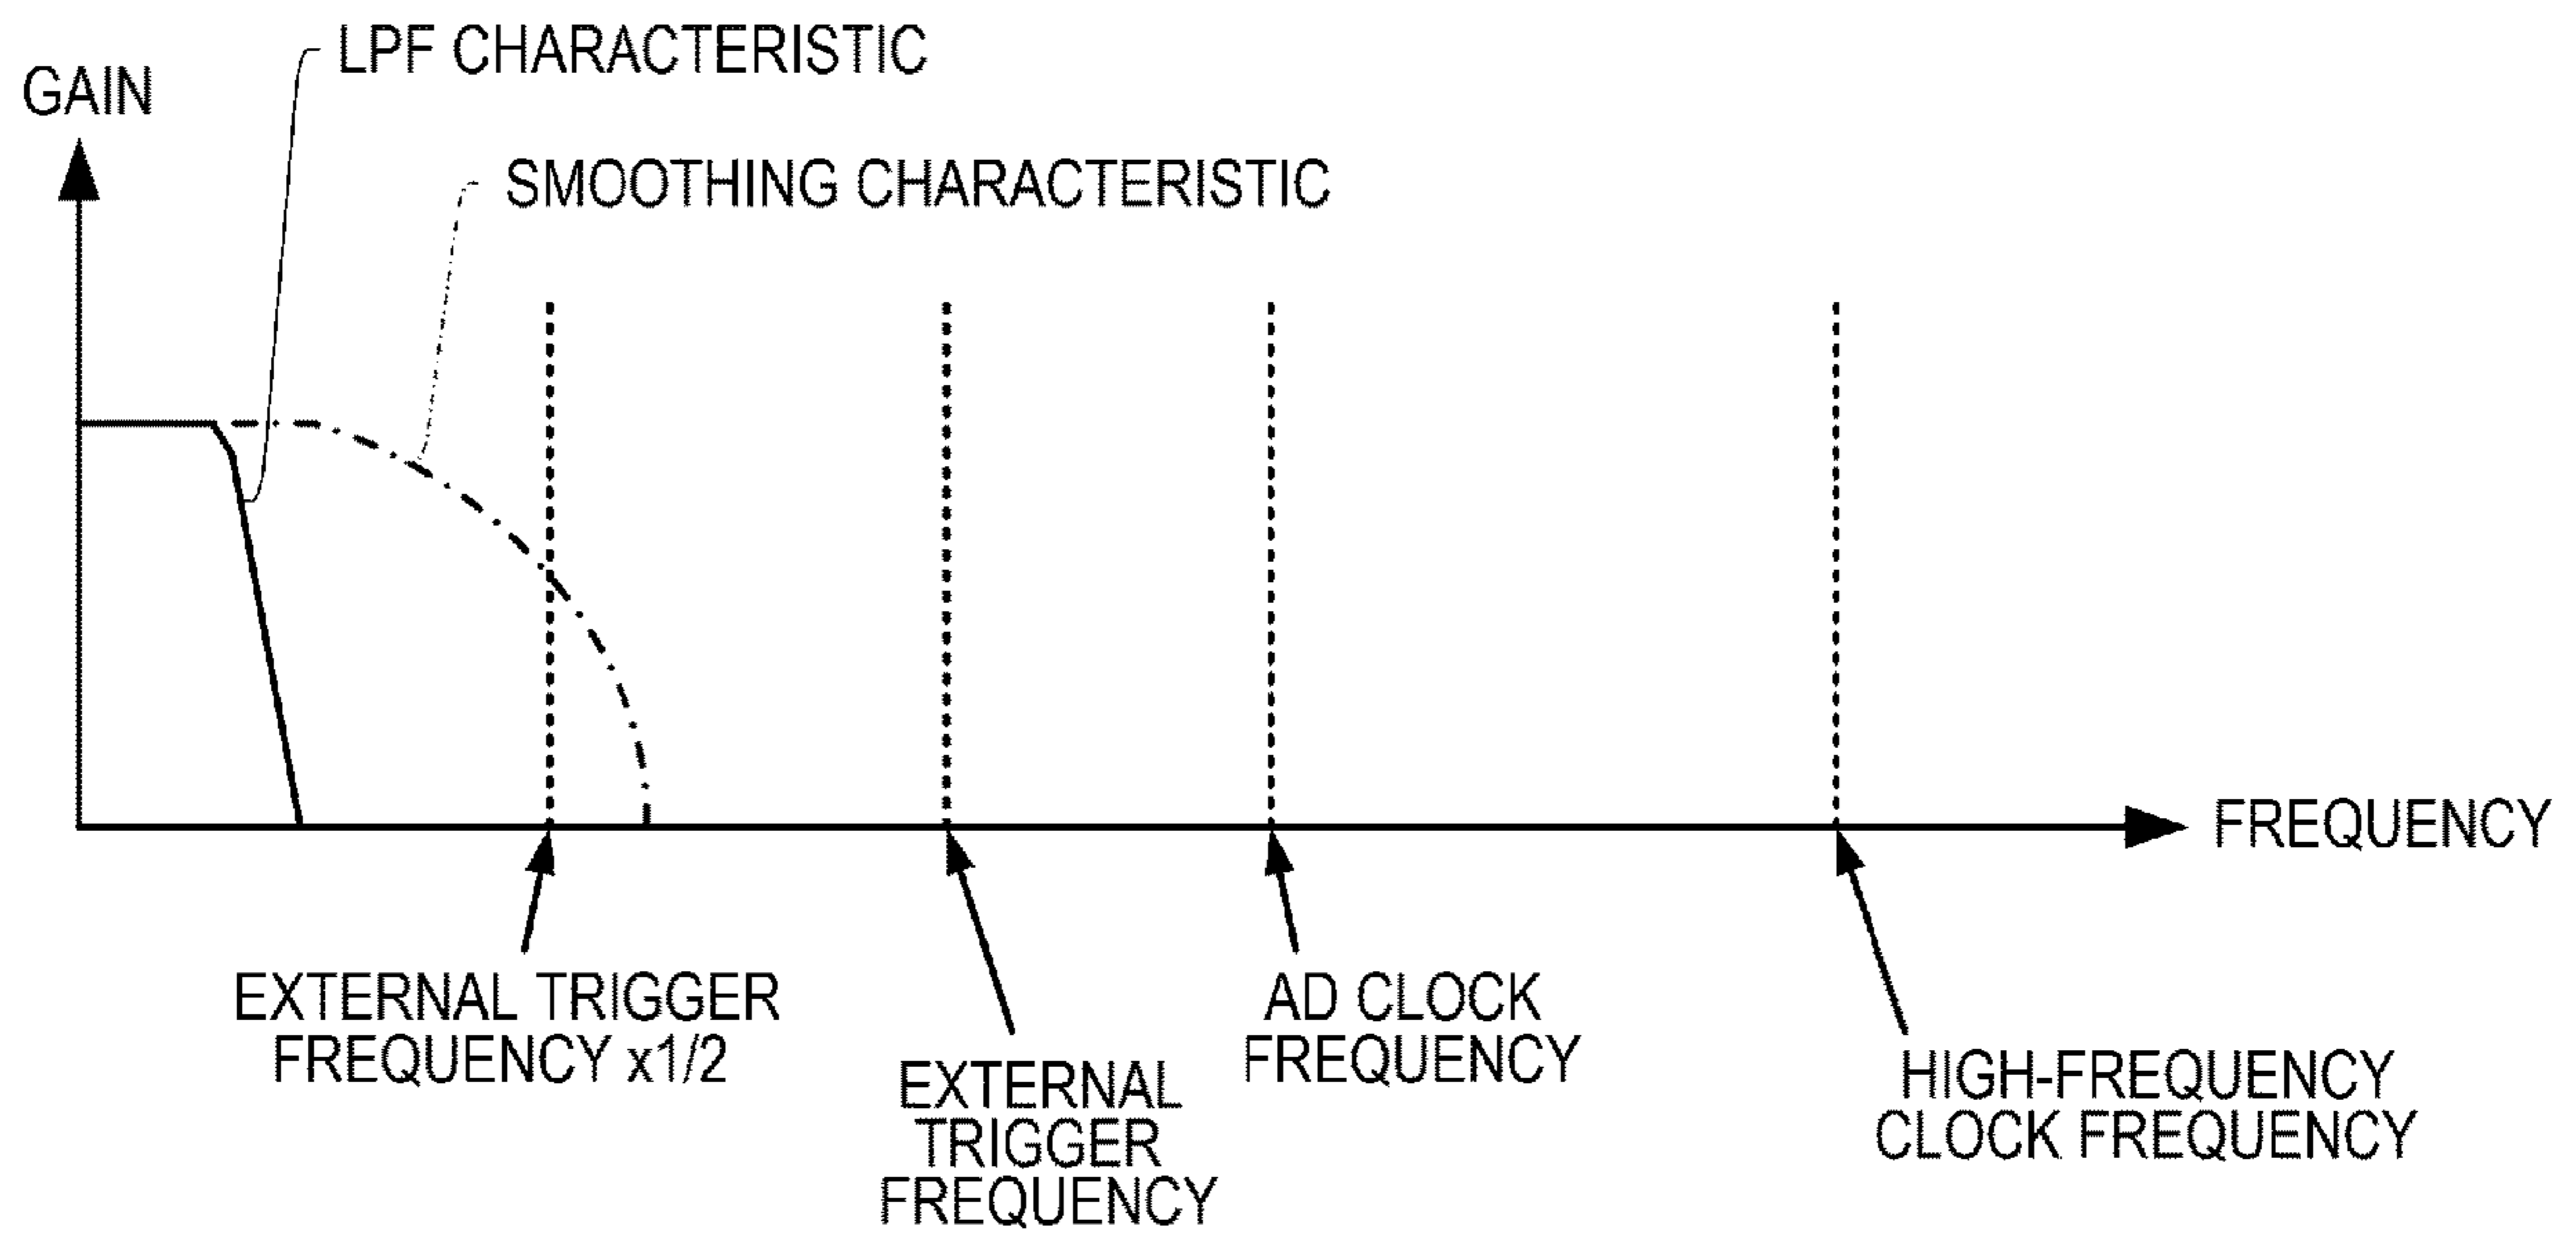 LPF CHARACTERISTIC
GAIN
SMOOTHING CHARACTERISTIC
FREQUENCY
EXTERNAL TRIGGER
FREQUENCY x1/2
EXTERNAL
TRIGGER
FREQUENCY
AD CLOCK
FREQUENCY
HIGH-FREQUENCY
CLOCK FREQUENCY